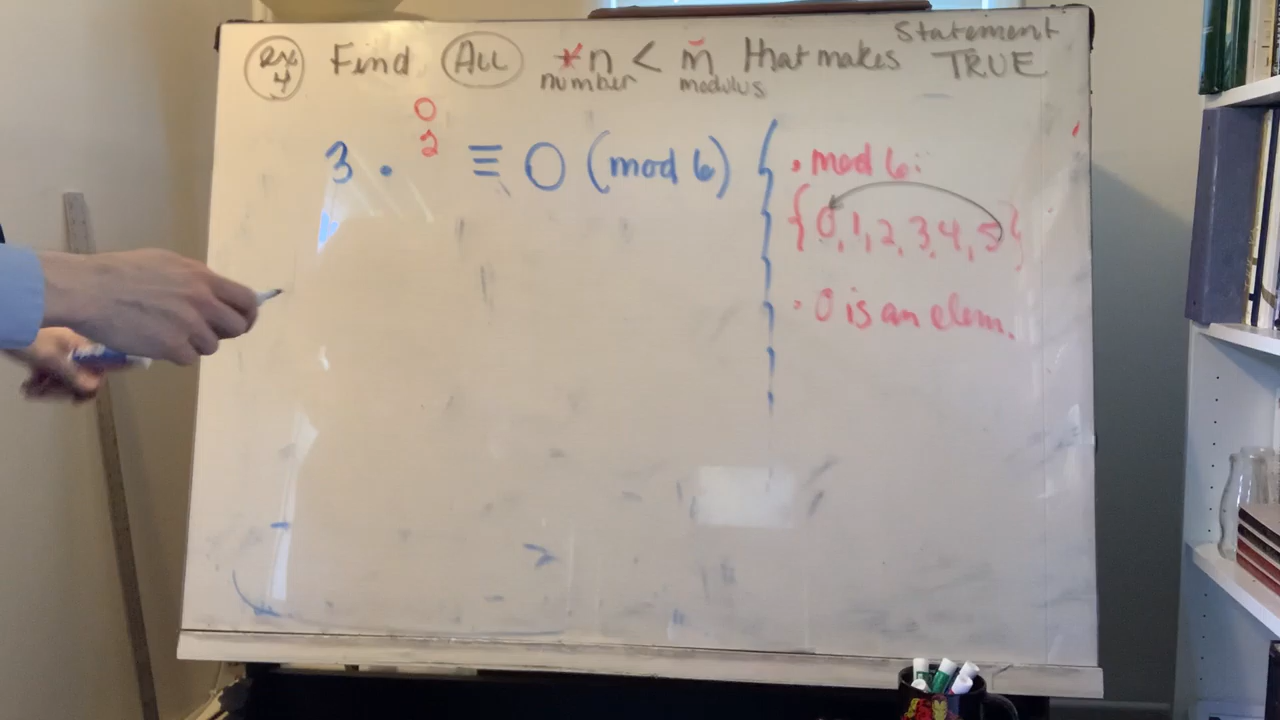 Ex 4 Find ALL *n < m that makes Statement TRUE
number modulus
0
3 · 2 ≡ 0 (mod 6)
• mod 6:
{0,1,2,3,4,5}
• 0 is an elem.